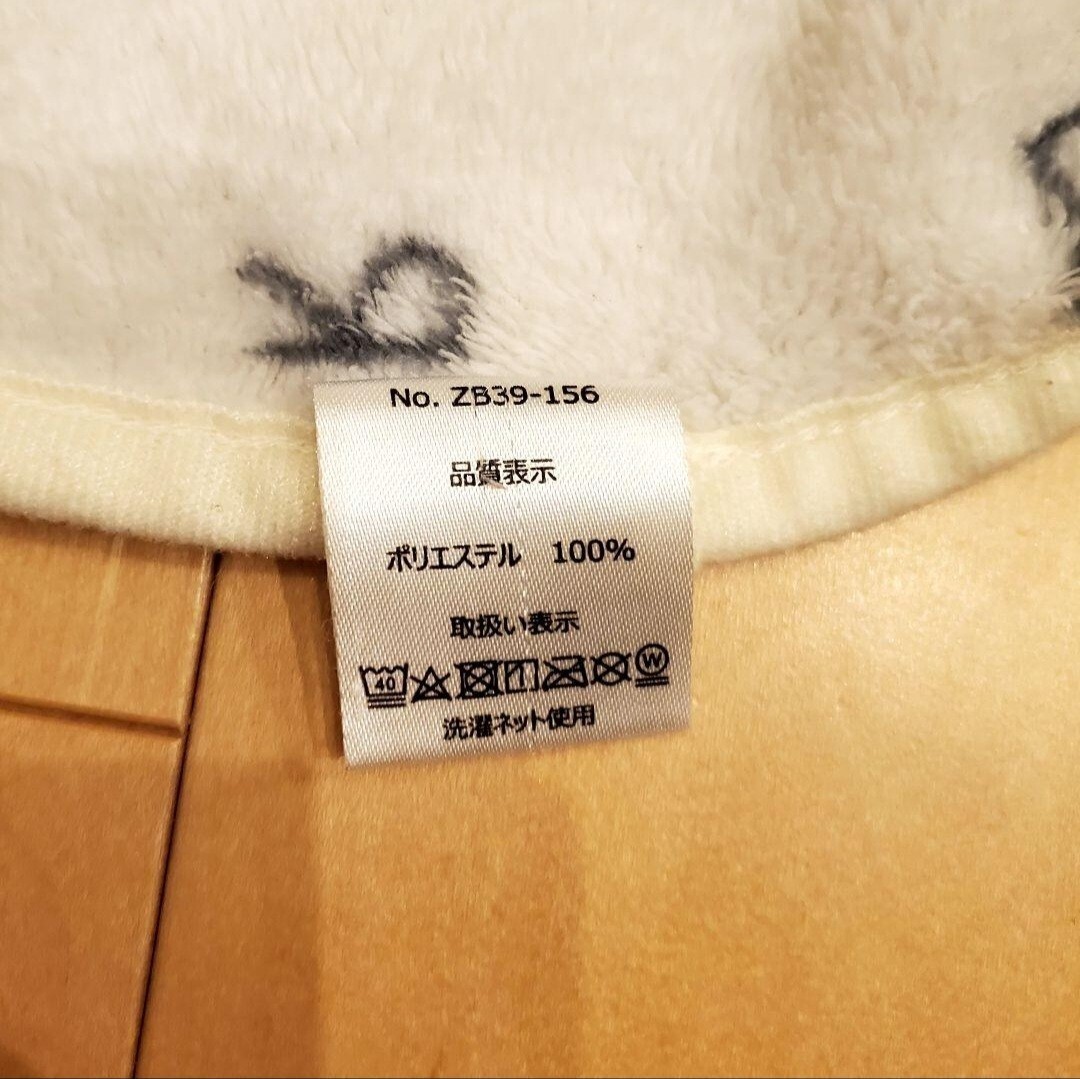 No. ZB39-156
品質表示
ポリエステル 100%
取扱い表示
40 W
洗濯ネット使用